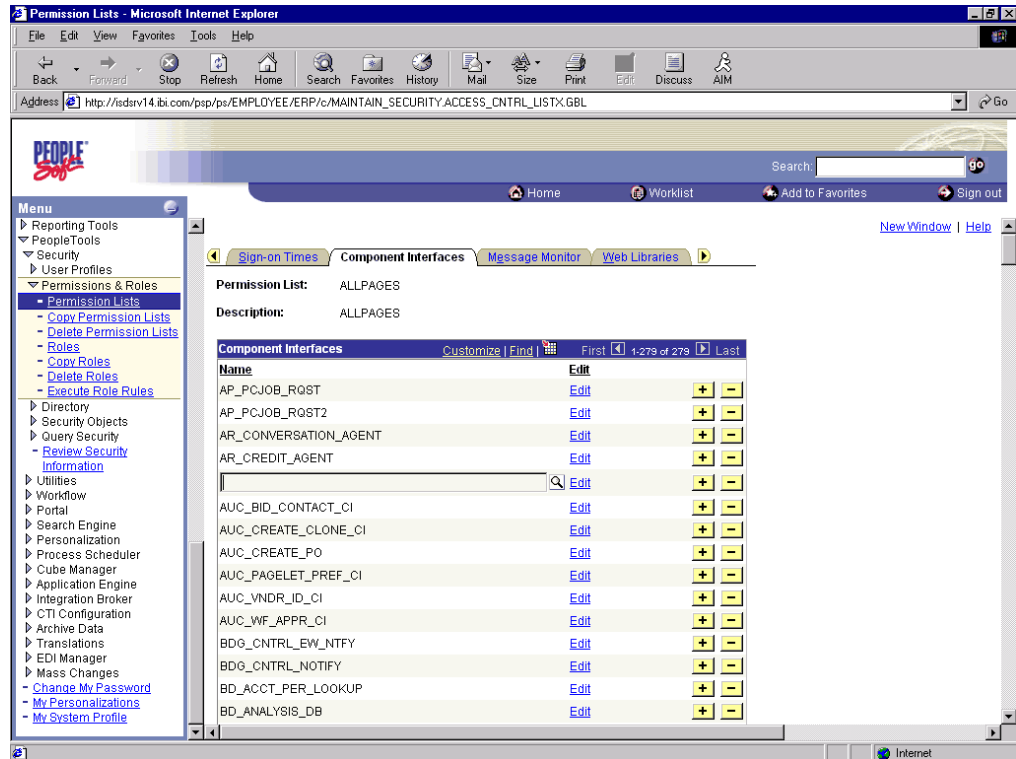 Permission Lists - Microsoft Internet Explorer
File Edit View Favorites Tools Help
Back Forward Stop Refresh Home Search Favorites History Mail Size Print Edit Discuss AIM
Address http://isdsrv14.ibi.com/psp/ps/EMPLOYEE/ERP/c/MAINTAIN_SECURITY.ACCESS_CNTRL_LISTX.GBL Go
PEOPLE
Soft
Search: go
Home Worklist Add to Favorites Sign out
Menu
Reporting Tools
PeopleTools
Security
User Profiles
Permissions & Roles
- Permission Lists
- Copy Permission Lists
- Delete Permission Lists
- Roles
- Copy Roles
- Delete Roles
- Execute Role Rules
Directory
Security Objects
Query Security
- Review Security
Information
Utilities
Workflow
Portal
Search Engine
Personalization
Process Scheduler
Cube Manager
Application Engine
Integration Broker
CTI Configuration
Archive Data
Translations
EDI Manager
Mass Changes
- Change My Password
- My Personalizations
- My System Profile
New Window | Help
Sign-on Times Component Interfaces Message Monitor Web Libraries
Permission List: ALLPAGES
Description: ALLPAGES
Component Interfaces Customize | Find | First 1-279 of 279 Last
Name Edit
AP_PCJOB_RQST Edit + -
AP_PCJOB_RQST2 Edit + -
AR_CONVERSATION_AGENT Edit + -
AR_CREDIT_AGENT Edit + -
Edit + -
AUC_BID_CONTACT_CI Edit + -
AUC_CREATE_CLONE_CI Edit + -
AUC_CREATE_PO Edit + -
AUC_PAGELET_PREF_CI Edit + -
AUC_VNDR_ID_CI Edit + -
AUC_WF_APPR_CI Edit + -
BDG_CNTRL_EW_NTFY Edit + -
BDG_CNTRL_NOTIFY Edit + -
BD_ACCT_PER_LOOKUP Edit + -
BD_ANALYSIS_DB Edit + -
Internet